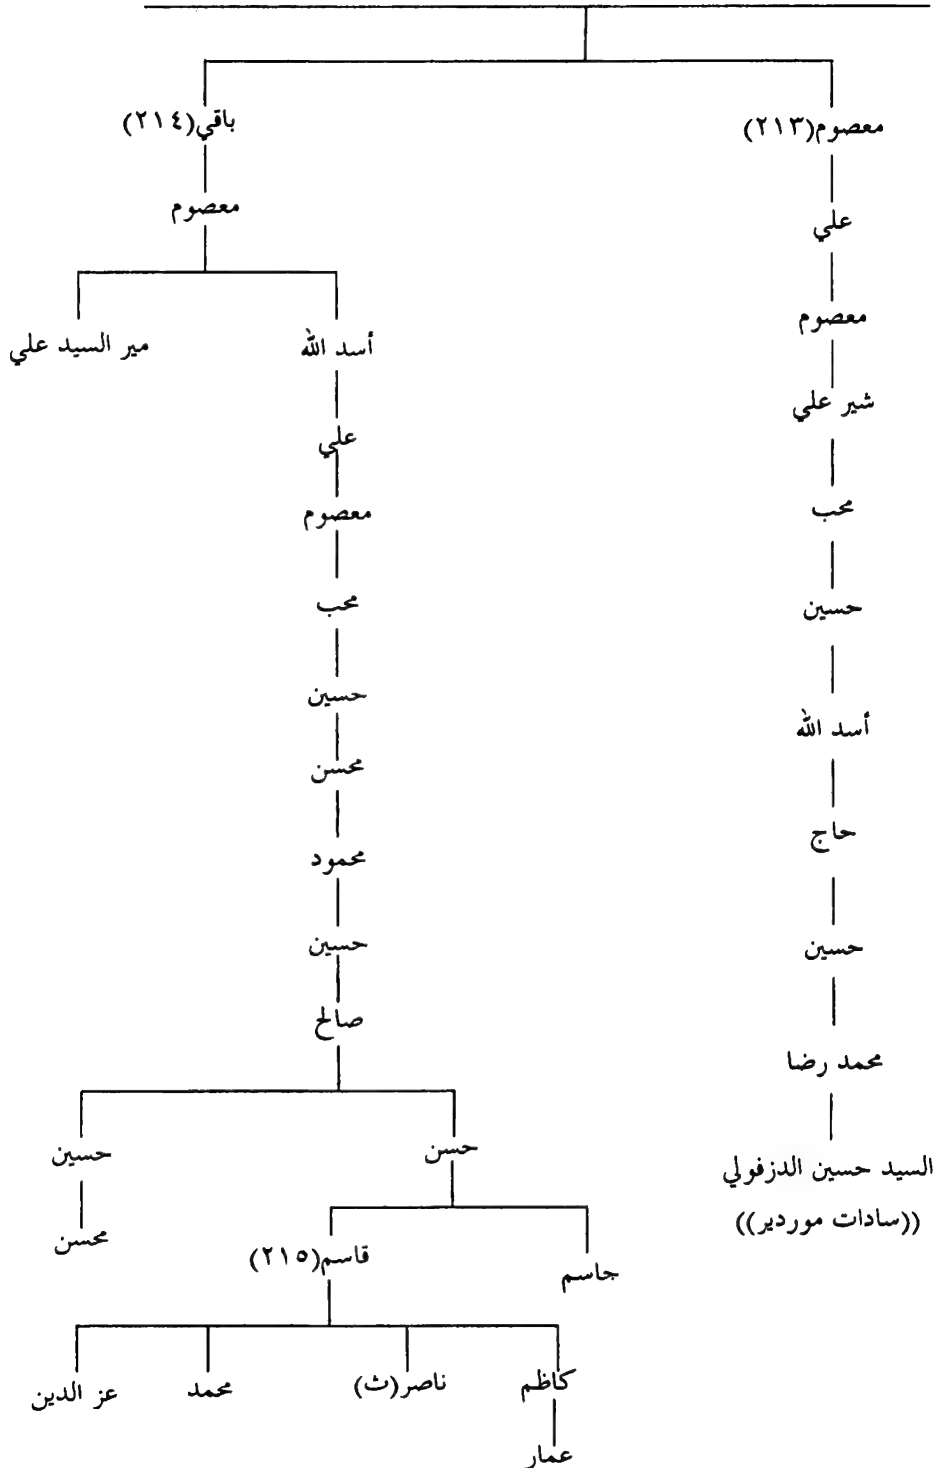 معصوم(٢١٣)
علي
معصوم
شير علي
محب
حسين
أسد الله
حاج
حسين
محمد رضا
السيد حسين الدزفولي
((سادات موردير))
باقي(٢١٤)
معصوم
أسد الله
مير السيد علي
علي
معصوم
محب
حسين
محسن
محمود
حسين
صالح
حسن
حسين
محسن
جاسم
قاسم(٢١٥)
كاظم
ناصر(ث)
محمد
عز الدين
عمار